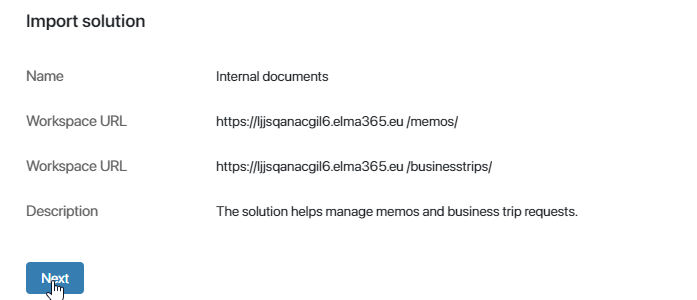 Import solution
Name Internal documents
Workspace URL https://ljjsqanacgil6.elma365.eu /memos/
Workspace URL https://ljjsqanacgil6.elma365.eu /businesstrips/
Description The solution helps manage memos and business trip requests.
Next